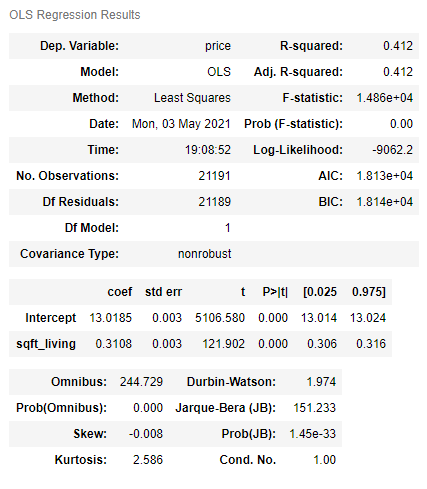 OLS Regression Results
Dep. Variable: price R-squared: 0.412
Model: OLS Adj. R-squared: 0.412
Method: Least Squares F-statistic: 1.486e+04
Date: Mon, 03 May 2021 Prob (F-statistic): 0.00
Time: 19:08:52 Log-Likelihood: -9062.2
No. Observations: 21191 AIC: 1.813e+04
Df Residuals: 21189 BIC: 1.814e+04
Df Model: 1
Covariance Type: nonrobust
coef std err t P>|t| [0.025 0.975]
Intercept 13.0185 0.003 5106.580 0.000 13.014 13.024
sqft_living 0.3108 0.003 121.902 0.000 0.306 0.316
Omnibus: 244.729 Durbin-Watson: 1.974
Prob(Omnibus): 0.000 Jarque-Bera (JB): 151.233
Skew: -0.008 Prob(JB): 1.45e-33
Kurtosis: 2.586 Cond. No. 1.00